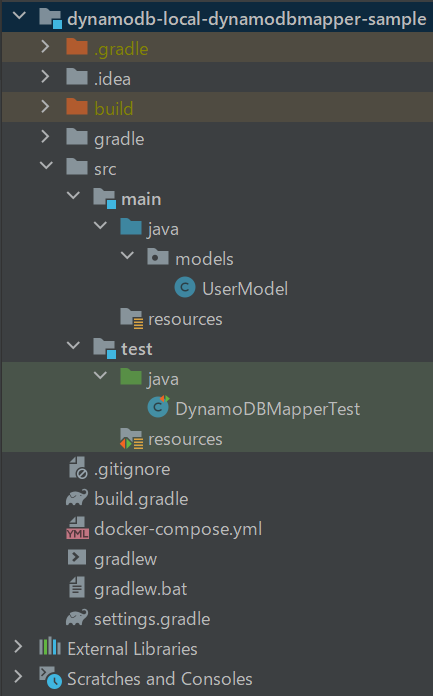 dynamodb-local-dynamodbmapper-sample
.gradle
.idea
build
gradle
src
main
java
models
C UserModel
resources
test
java
C DynamoDBMapperTest
resources
.gitignore
build.gradle
YML docker-compose.yml
gradlew
gradlew.bat
settings.gradle
External Libraries
Scratches and Consoles